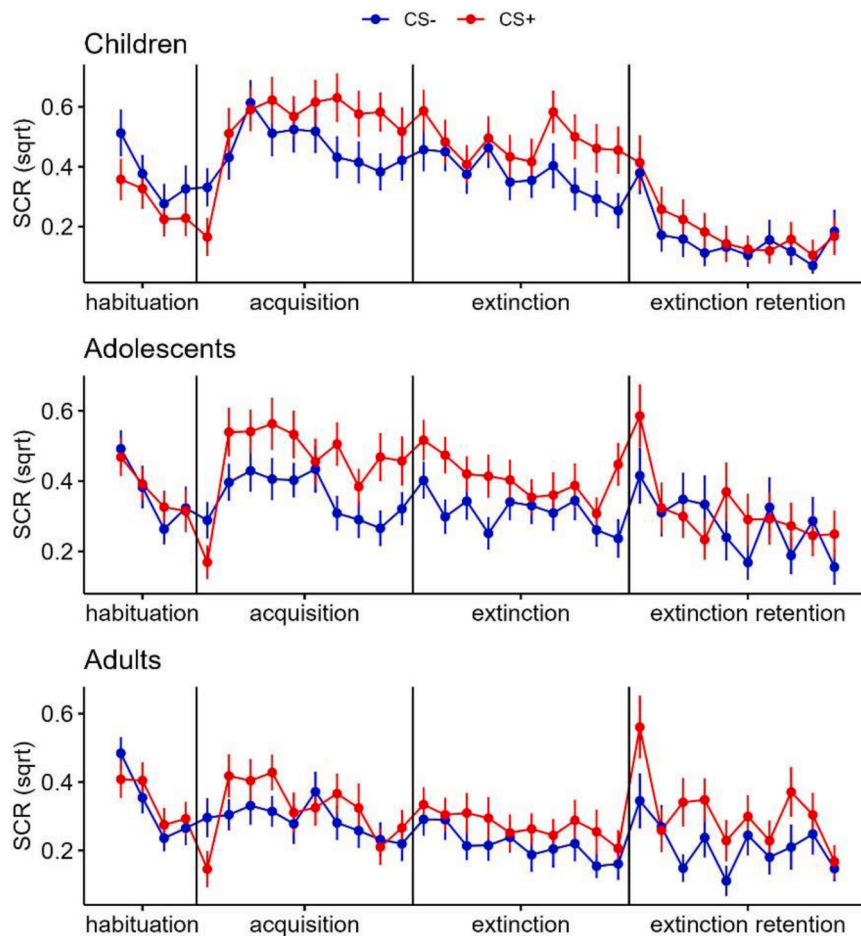 CS- CS+
Children
SCR (sqrt)
0.6
0.4
0.2
habituation acquisition extinction extinction retention
Adolescents
SCR (sqrt)
0.6
0.4
0.2
habituation acquisition extinction extinction retention
Adults
SCR (sqrt)
0.6
0.4
0.2
habituation acquisition extinction extinction retention